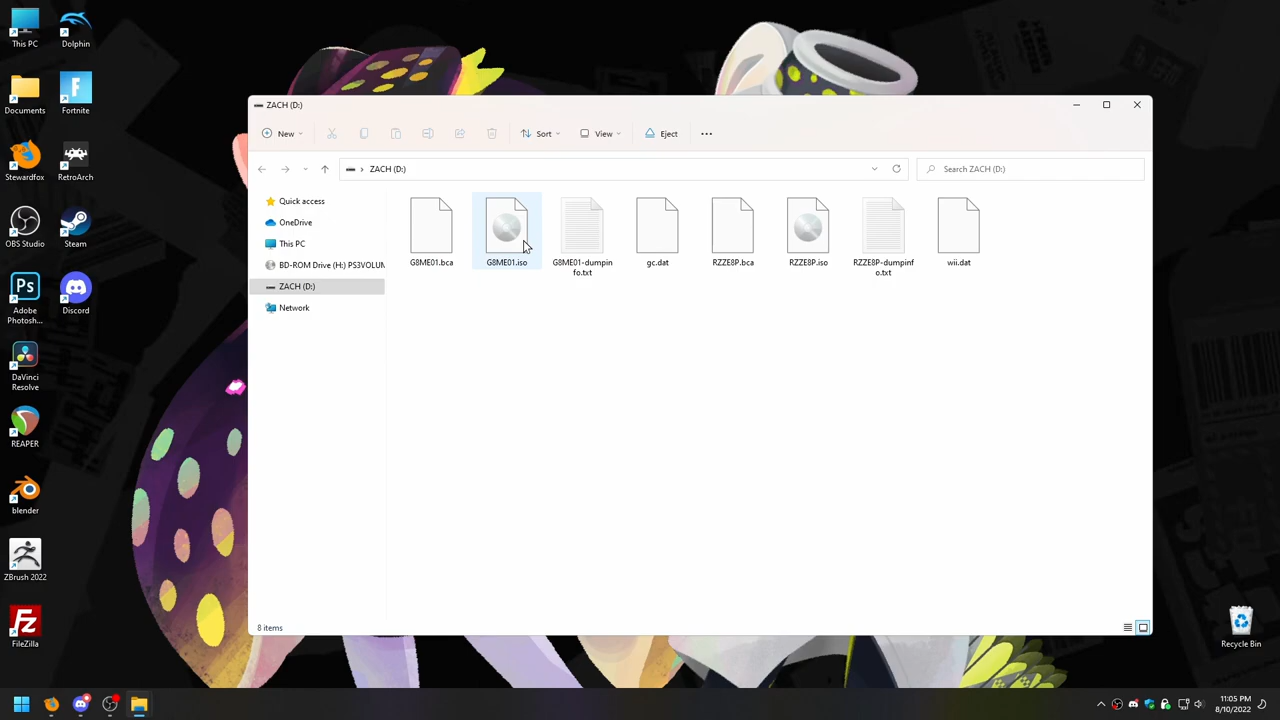 This PC
Dolphin
Documents
Fortnite
Stewardfox
RetroArch
OBS Studio
Steam
Adobe
Photosh...
Discord
DaVinci
Resolve
REAPER
blender
ZBrush 2022
FileZilla
ZACH (D:)
New
Sort
View
Eject
ZACH (D:)
Search ZACH (D:)
Quick access
OneDrive
This PC
BD-ROM Drive (H:) PS3VOLUM
ZACH (D:)
Network
G8ME01.bca
G8ME01.iso
G8ME01-dumpin
fo.txt
gc.dat
RZZE8P.bca
RZZE8P.iso
RZZE8P-dumpinf
o.txt
wii.dat
8 items
Recycle Bin
11:05 PM
8/10/2022